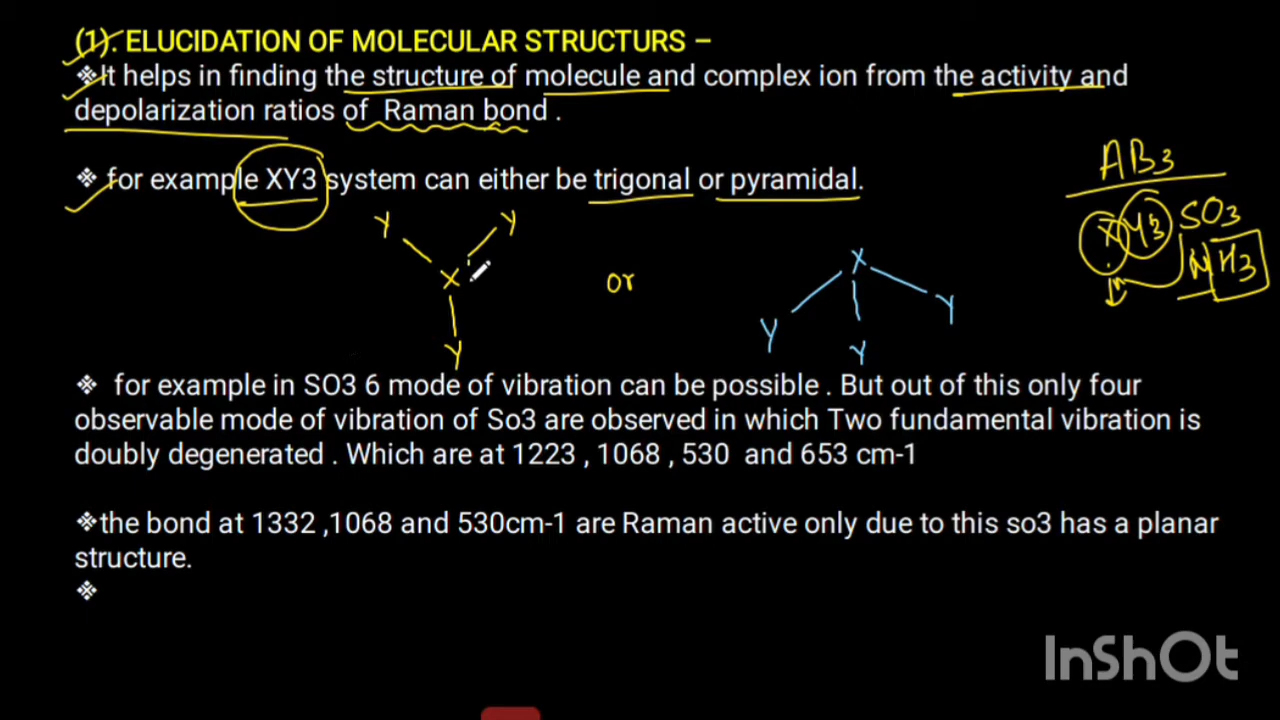 (1). ELUCIDATION OF MOLECULAR STRUCTURS –
❖It helps in finding the structure of molecule and complex ion from the activity and
depolarization ratios of Raman bond .
AB3
❖ for example XY3 system can either be trigonal or pyramidal.
XY3 SO3
NH3
Y Y
X or X
Y Y Y
Y
❖ for example in SO3 6 mode of vibration can be possible . But out of this only four
observable mode of vibration of So3 are observed in which Two fundamental vibration is
doubly degenerated . Which are at 1223 , 1068 , 530 and 653 cm-1
❖the bond at 1332 ,1068 and 530cm-1 are Raman active only due to this so3 has a planar
structure.
❖
InShOt